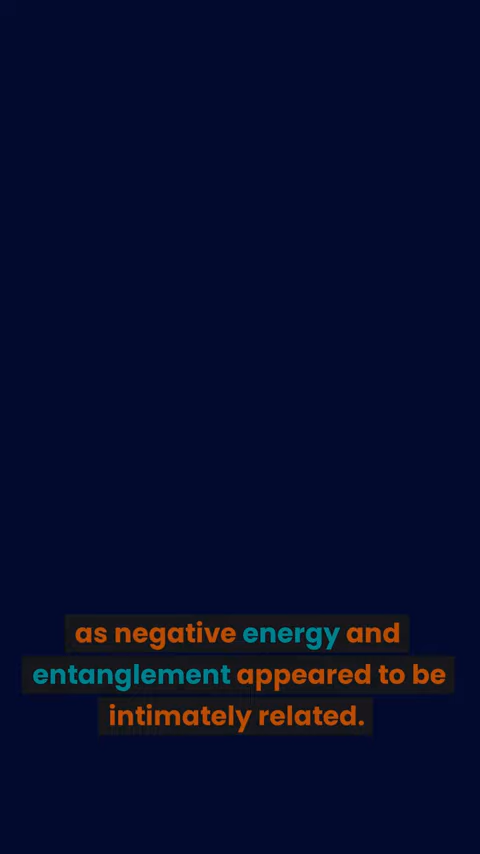 as negative energy and
entanglement appeared to be
intimately related.